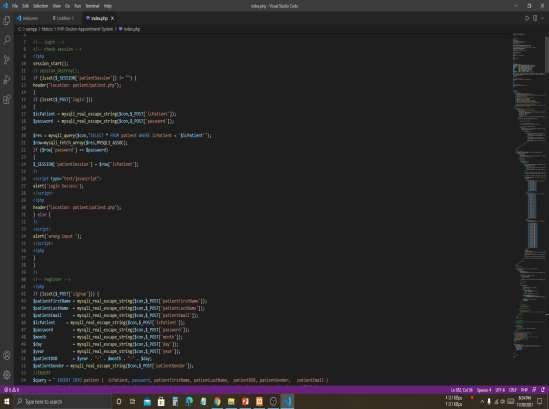 File Edit Selection View Go Run Terminal Help
index.php - Visual Studio Code
Welcome
Untitled-1
index.php
C: > xampp > htdocs > PHP-Doctor-Appointment-System > index.php
<!-- login -->
<!-- check session -->
<?php
session_start();
// session_destroy();
if (isset($_SESSION['patientSession']) != "") {
header("Location: patient/patient.php");
}
if (isset($_POST['login']))
{
$icPatient = mysqli_real_escape_string($con,$_POST['icPatient']);
$password = mysqli_real_escape_string($con,$_POST['password']);
$res = mysqli_query($con,"SELECT * FROM patient WHERE icPatient = '$icPatient'");
$row=mysqli_fetch_array($res,MYSQLI_ASSOC);
if ($row['password'] == $password)
{
$_SESSION['patientSession'] = $row['icPatient'];
?>
<script type="text/javascript">
alert('Login Success');
</script>
<?php
header("Location: patient/patient.php");
} else {
?>
<script>
alert('wrong input ');
</script>
<?php
}
}
?>
<!-- register -->
<?php
if (isset($_POST['signup'])) {
$patientFirstName = mysqli_real_escape_string($con,$_POST['patientFirstName']);
$patientLastName = mysqli_real_escape_string($con,$_POST['patientLastName']);
$patientEmail = mysqli_real_escape_string($con,$_POST['patientEmail']);
$icPatient = mysqli_real_escape_string($con,$_POST['icPatient']);
$password = mysqli_real_escape_string($con,$_POST['password']);
$month = mysqli_real_escape_string($con,$_POST['month']);
$day = mysqli_real_escape_string($con,$_POST['day']);
$year = mysqli_real_escape_string($con,$_POST['year']);
$patientDOB = $year . "-" . $month . "-" . $day;
$patientGender = mysqli_real_escape_string($con,$_POST['patientGender']);
//INSERT
$query = " INSERT INTO patient ( icPatient, password, patientFirstName, patientLastName, patientDOB, patientGender, patientEmail )
Spaces: 4 UTF-8 CRLF PHP
Type here to search